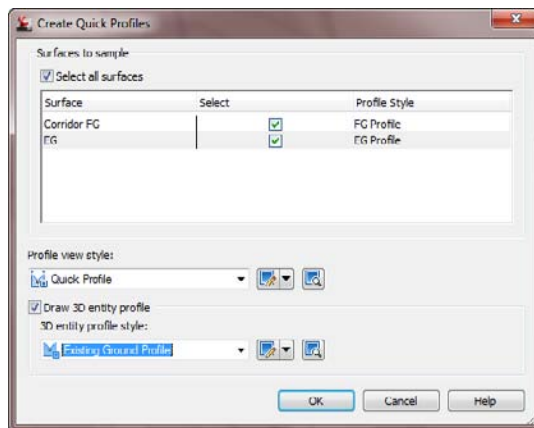 Create Quick Profiles
Surfaces to sample
Select all surfaces
Surface Select Profile Style
Corridor FG FG Profile
EG EG Profile
Profile view style:
Quick Profile
Draw 3D entity profile
3D entity profile style:
Existing Ground Profile
OK Cancel Help